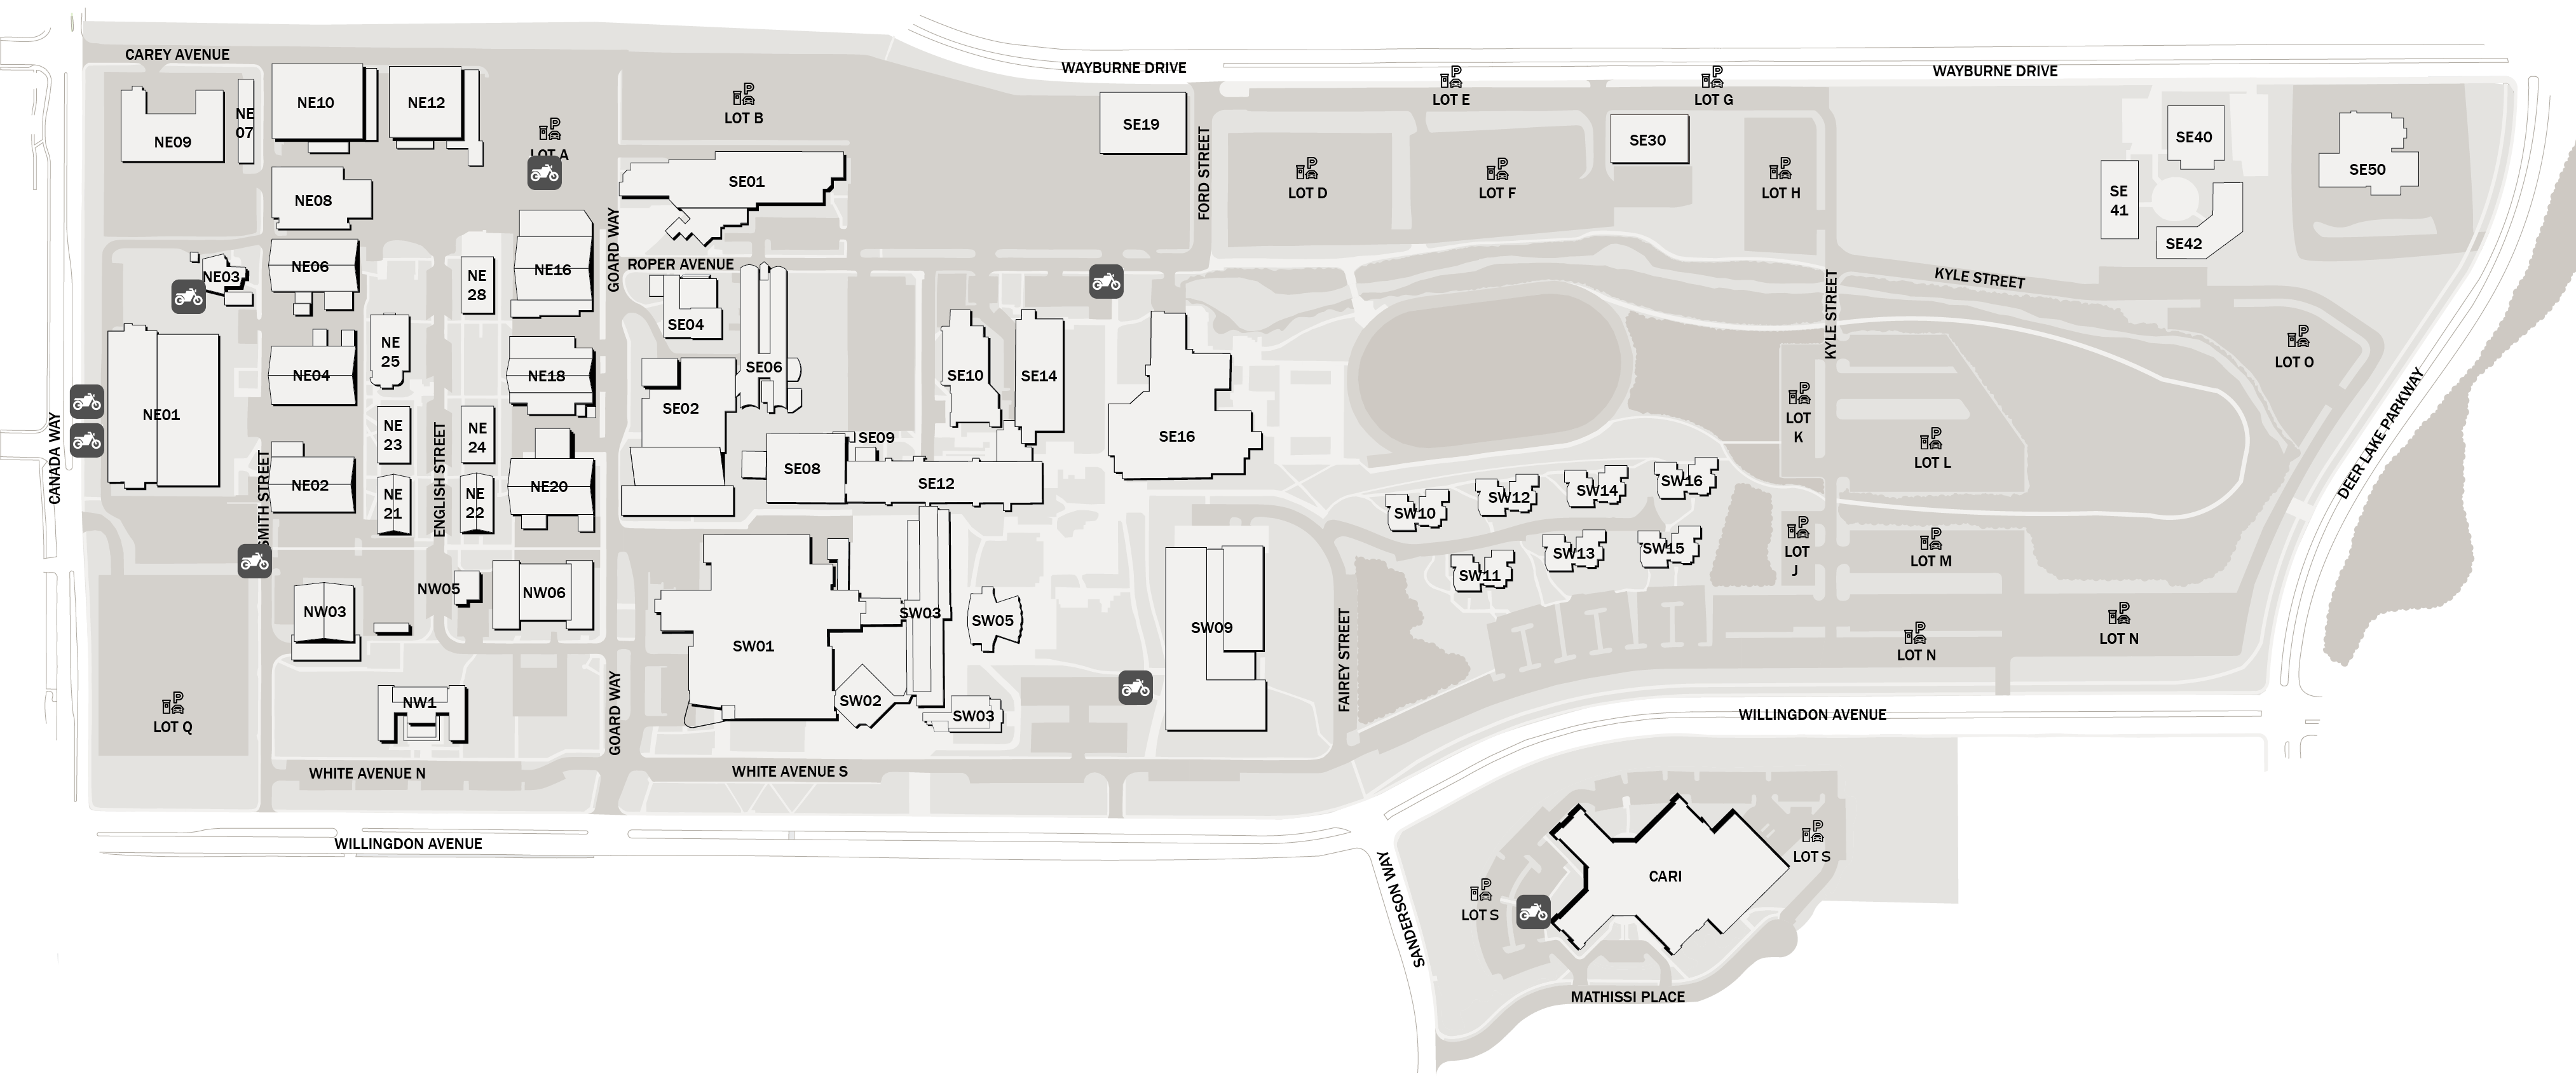 CAREY AVENUE
WAYBURNE DRIVE
WAYBURNE DRIVE
P
LOT E
P
LOT G
NE10
NE12
NE
07
NE09
P
LOT A
P
LOT B
SE19
SE30
SE40
SE50
SE01
FORD STREET
P
LOT D
P
LOT F
P
LOT H
SE
41
SE42
NE08
NE03
NE06
NE
28
NE16
GOARD WAY
ROPER AVENUE
SE04
KYLE STREET
KYLE STREET
P
LOT O
NE01
NE04
NE
25
NE18
SE02
SE06
SE10
SE14
SE16
P
LOT
K
P
LOT L
DEER LAKE PARKWAY
CANADA WAY
SMITH STREET
NE
23
ENGLISH STREET
NE
24
SE09
SE08
SE12
NE02
NE
21
NE
22
NE20
SW10
SW12
SW14
SW16
SW11
SW13
SW15
P
LOT
J
P
LOT M
NW03
NW05
NW06
SW01
SW03
SW05
SW09
FAIREY STREET
P
LOT N
P
LOT N
P
LOT Q
NW1
GOARD WAY
SW02
SW03
WILLINGDON AVENUE
WHITE AVENUE N
WHITE AVENUE S
WILLINGDON AVENUE
SANDERSON WAY
P
LOT S
CARI
P
LOT S
MATHISSI PLACE